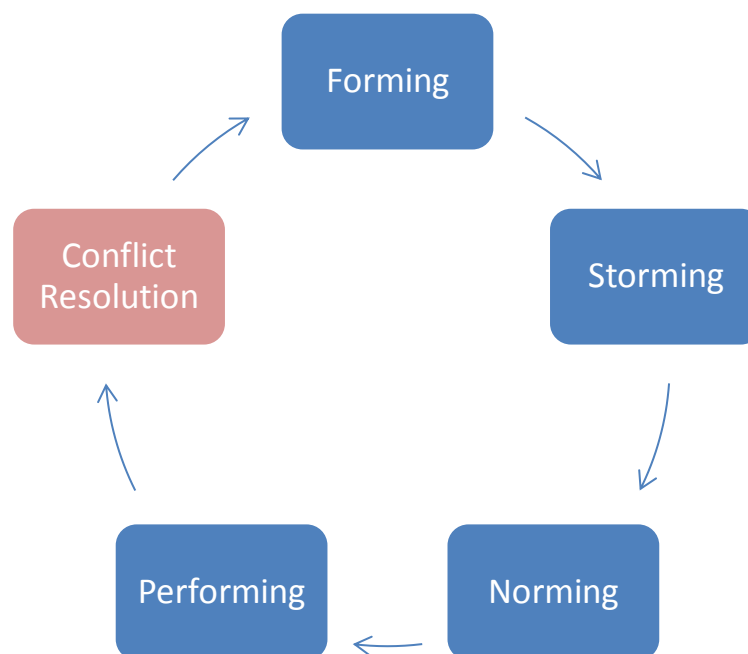 Forming
Storming
Norming
Performing
Conflict
Resolution